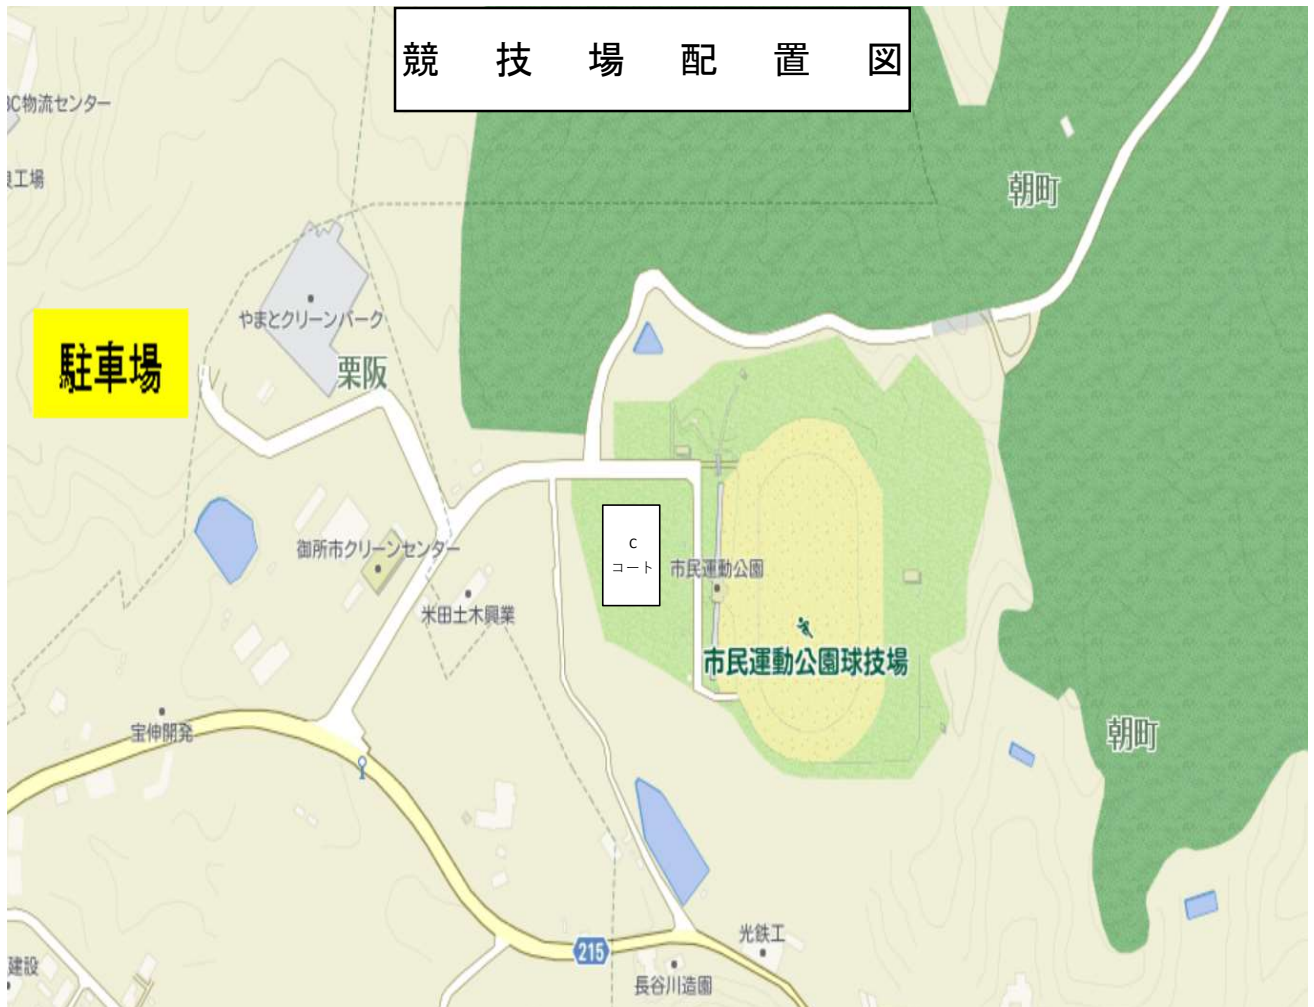 競技場配置図
BC物流センター
良工場
朝町
やまとクリーンパーク
駐車場
栗阪
御所市クリーンセンター
C
コート
市民運動公園
米田土木興業
市民運動公園球技場
宝伸開発
朝町
光鉄工
215
建設
長谷川造園